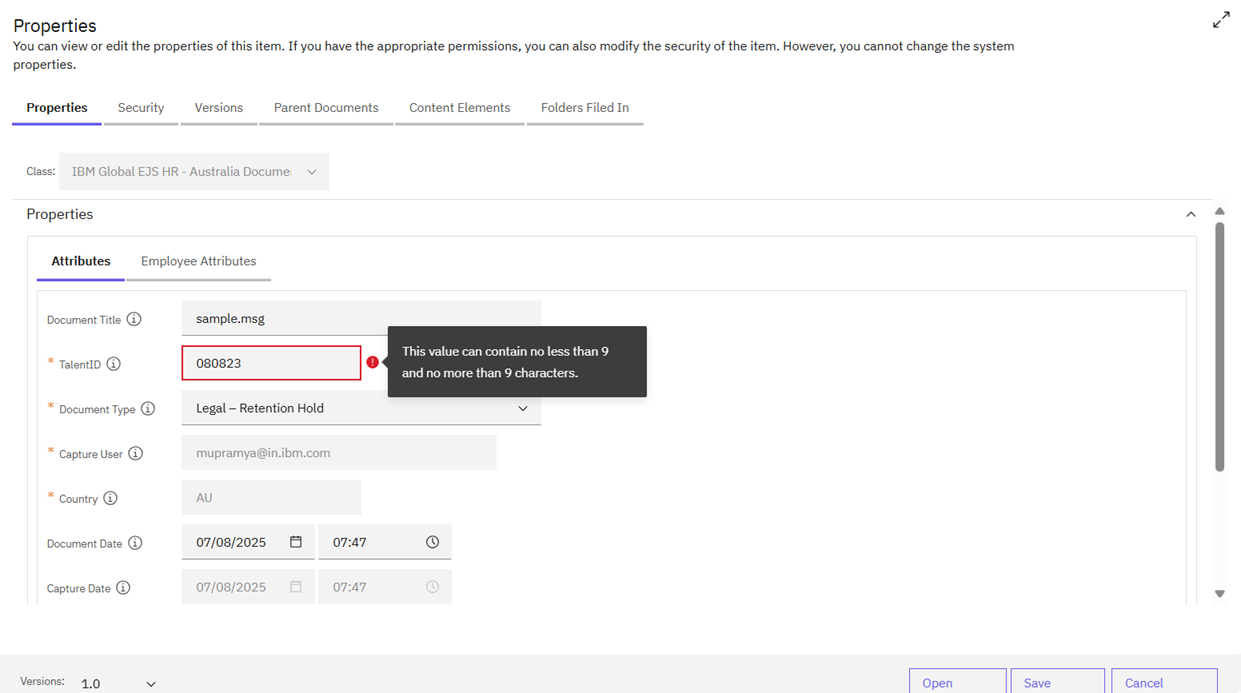 Properties
You can view or edit the properties of this item. If you have the appropriate permissions, you can also modify the security of the item. However, you cannot change the system
properties.
Properties Security Versions Parent Documents Content Elements Folders Filed In
Class: IBM Global EJS HR - Australia Docume
Properties
Attributes Employee Attributes
Document Title sample.msg
* TalentID 080823
This value can contain no less than 9
and no more than 9 characters.
* Document Type Legal – Retention Hold
* Capture User mupramya@in.ibm.com
* Country AU
Document Date 07/08/2025 07:47
Capture Date 07/08/2025 07:47
Versions: 1.0 Open Save Cancel